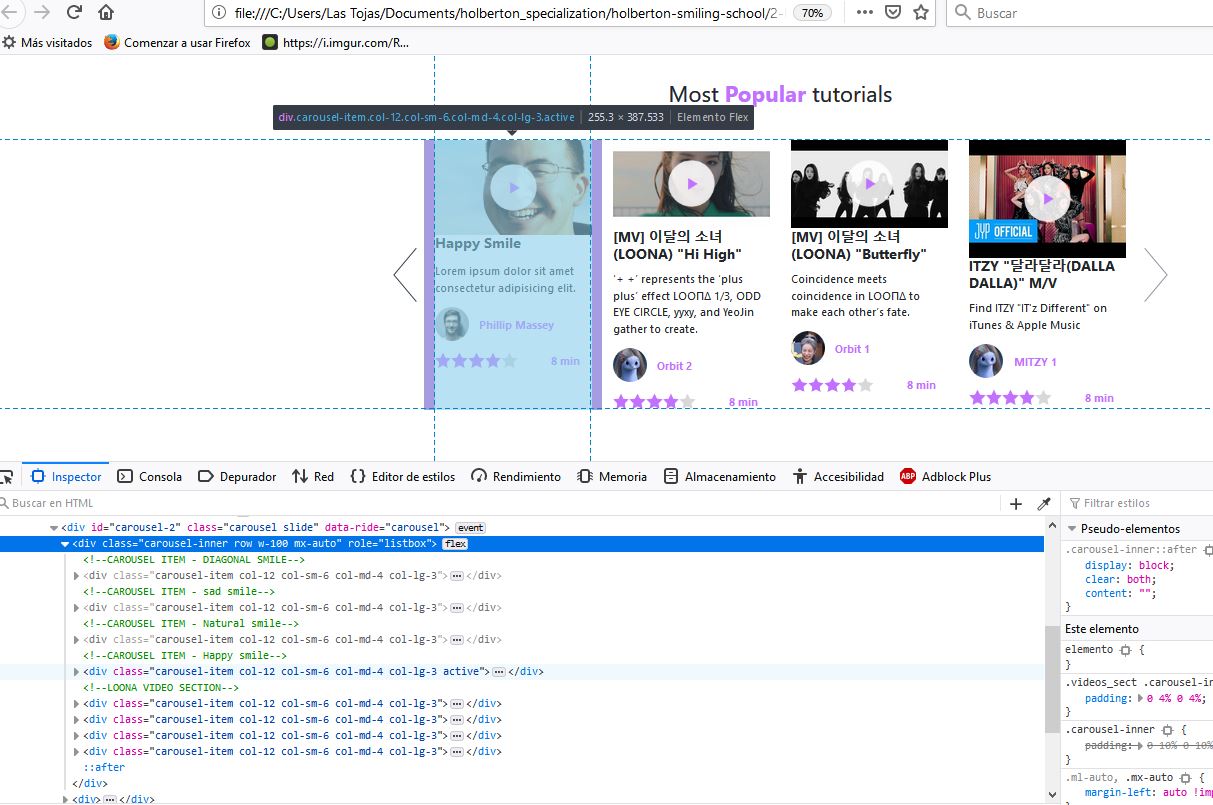 file:///C:/Users/Las Tojas/Documents/holberton_specialization/holberton-smiling-school/2-
70%
Buscar
Más visitados
Comenzar a usar Firefox
https://i.imgur.com/R...
Most Popular tutorials
div.carousel-item.col-12.col-sm-6.col-md-4.col-lg-3.active
255.3 × 387.533
Elemento Flex
Happy Smile
Lorem ipsum dolor sit amet
consectetur adipisicing elit.
Phillip Massey
8 min
[MV] 이달의 소녀
(LOONA) "Hi High"
'+ +' represents the 'plus
plus' effect LOOΠΔ 1/3, ODD
EYE CIRCLE, yyxy, and YeoJin
gather to create.
Orbit 2
8 min
[MV] 이달의 소녀
(LOONA) "Butterfly"
Coincidence meets
coincidence in LOOΠΔ to
make each other's fate.
Orbit 1
8 min
JYP OFFICIAL
ITZY "달라달라(DALLA
DALLA)" M/V
Find ITZY "IT'z Different" on
iTunes & Apple Music
MITZY 1
8 min
Inspector
Consola
Depurador
Red
Editor de estilos
Rendimiento
Memoria
Almacenamiento
Accesibilidad
ABP
Adblock Plus
Buscar en HTML
Filtrar estilos
<div id="carousel-2" class="carousel slide" data-ride="carousel"> event
<div class="carousel-inner row w-100 mx-auto" role="listbox"> flex
<!--CAROUSEL ITEM - DIAGONAL SMILE-->
<div class="carousel-item col-12 col-sm-6 col-md-4 col-lg-3">…</div>
<!--CAROUSEL ITEM - sad smile-->
<div class="carousel-item col-12 col-sm-6 col-md-4 col-lg-3">…</div>
<!--CAROUSEL ITEM - Natural smile-->
<div class="carousel-item col-12 col-sm-6 col-md-4 col-lg-3">…</div>
<!--CAROUSEL ITEM - Happy smile-->
<div class="carousel-item col-12 col-sm-6 col-md-4 col-lg-3 active">…</div>
<!--LOONA VIDEO SECTION-->
<div class="carousel-item col-12 col-sm-6 col-md-4 col-lg-3">…</div>
<div class="carousel-item col-12 col-sm-6 col-md-4 col-lg-3">…</div>
<div class="carousel-item col-12 col-sm-6 col-md-4 col-lg-3">…</div>
<div class="carousel-item col-12 col-sm-6 col-md-4 col-lg-3">…</div>
::after
</div>
<div>…</div>
Pseudo-elementos
.carousel-inner::after
display: block;
clear: both;
content: "";
}
Este elemento
elemento {
}
.videos_sect .carousel-in
padding: 0 4% 0 4%;
}
.carousel-inner {
padding: 0 10% 0 10%
}
.ml-auto, .mx-auto {
margin-left: auto !imp